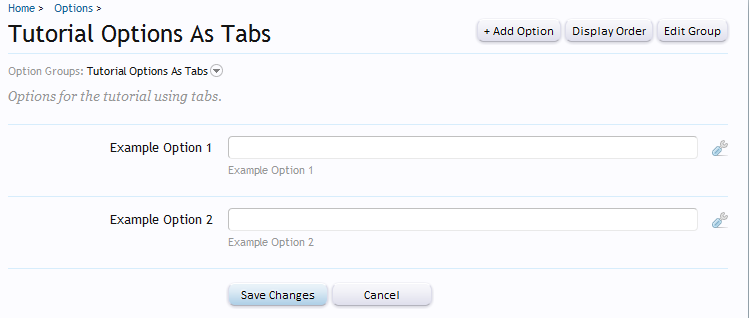 Home > Options >
Tutorial Options As Tabs
+ Add Option Display Order Edit Group
Option Groups: Tutorial Options As Tabs
Options for the tutorial using tabs.
Example Option 1
Example Option 1
Example Option 2
Example Option 2
Save Changes Cancel